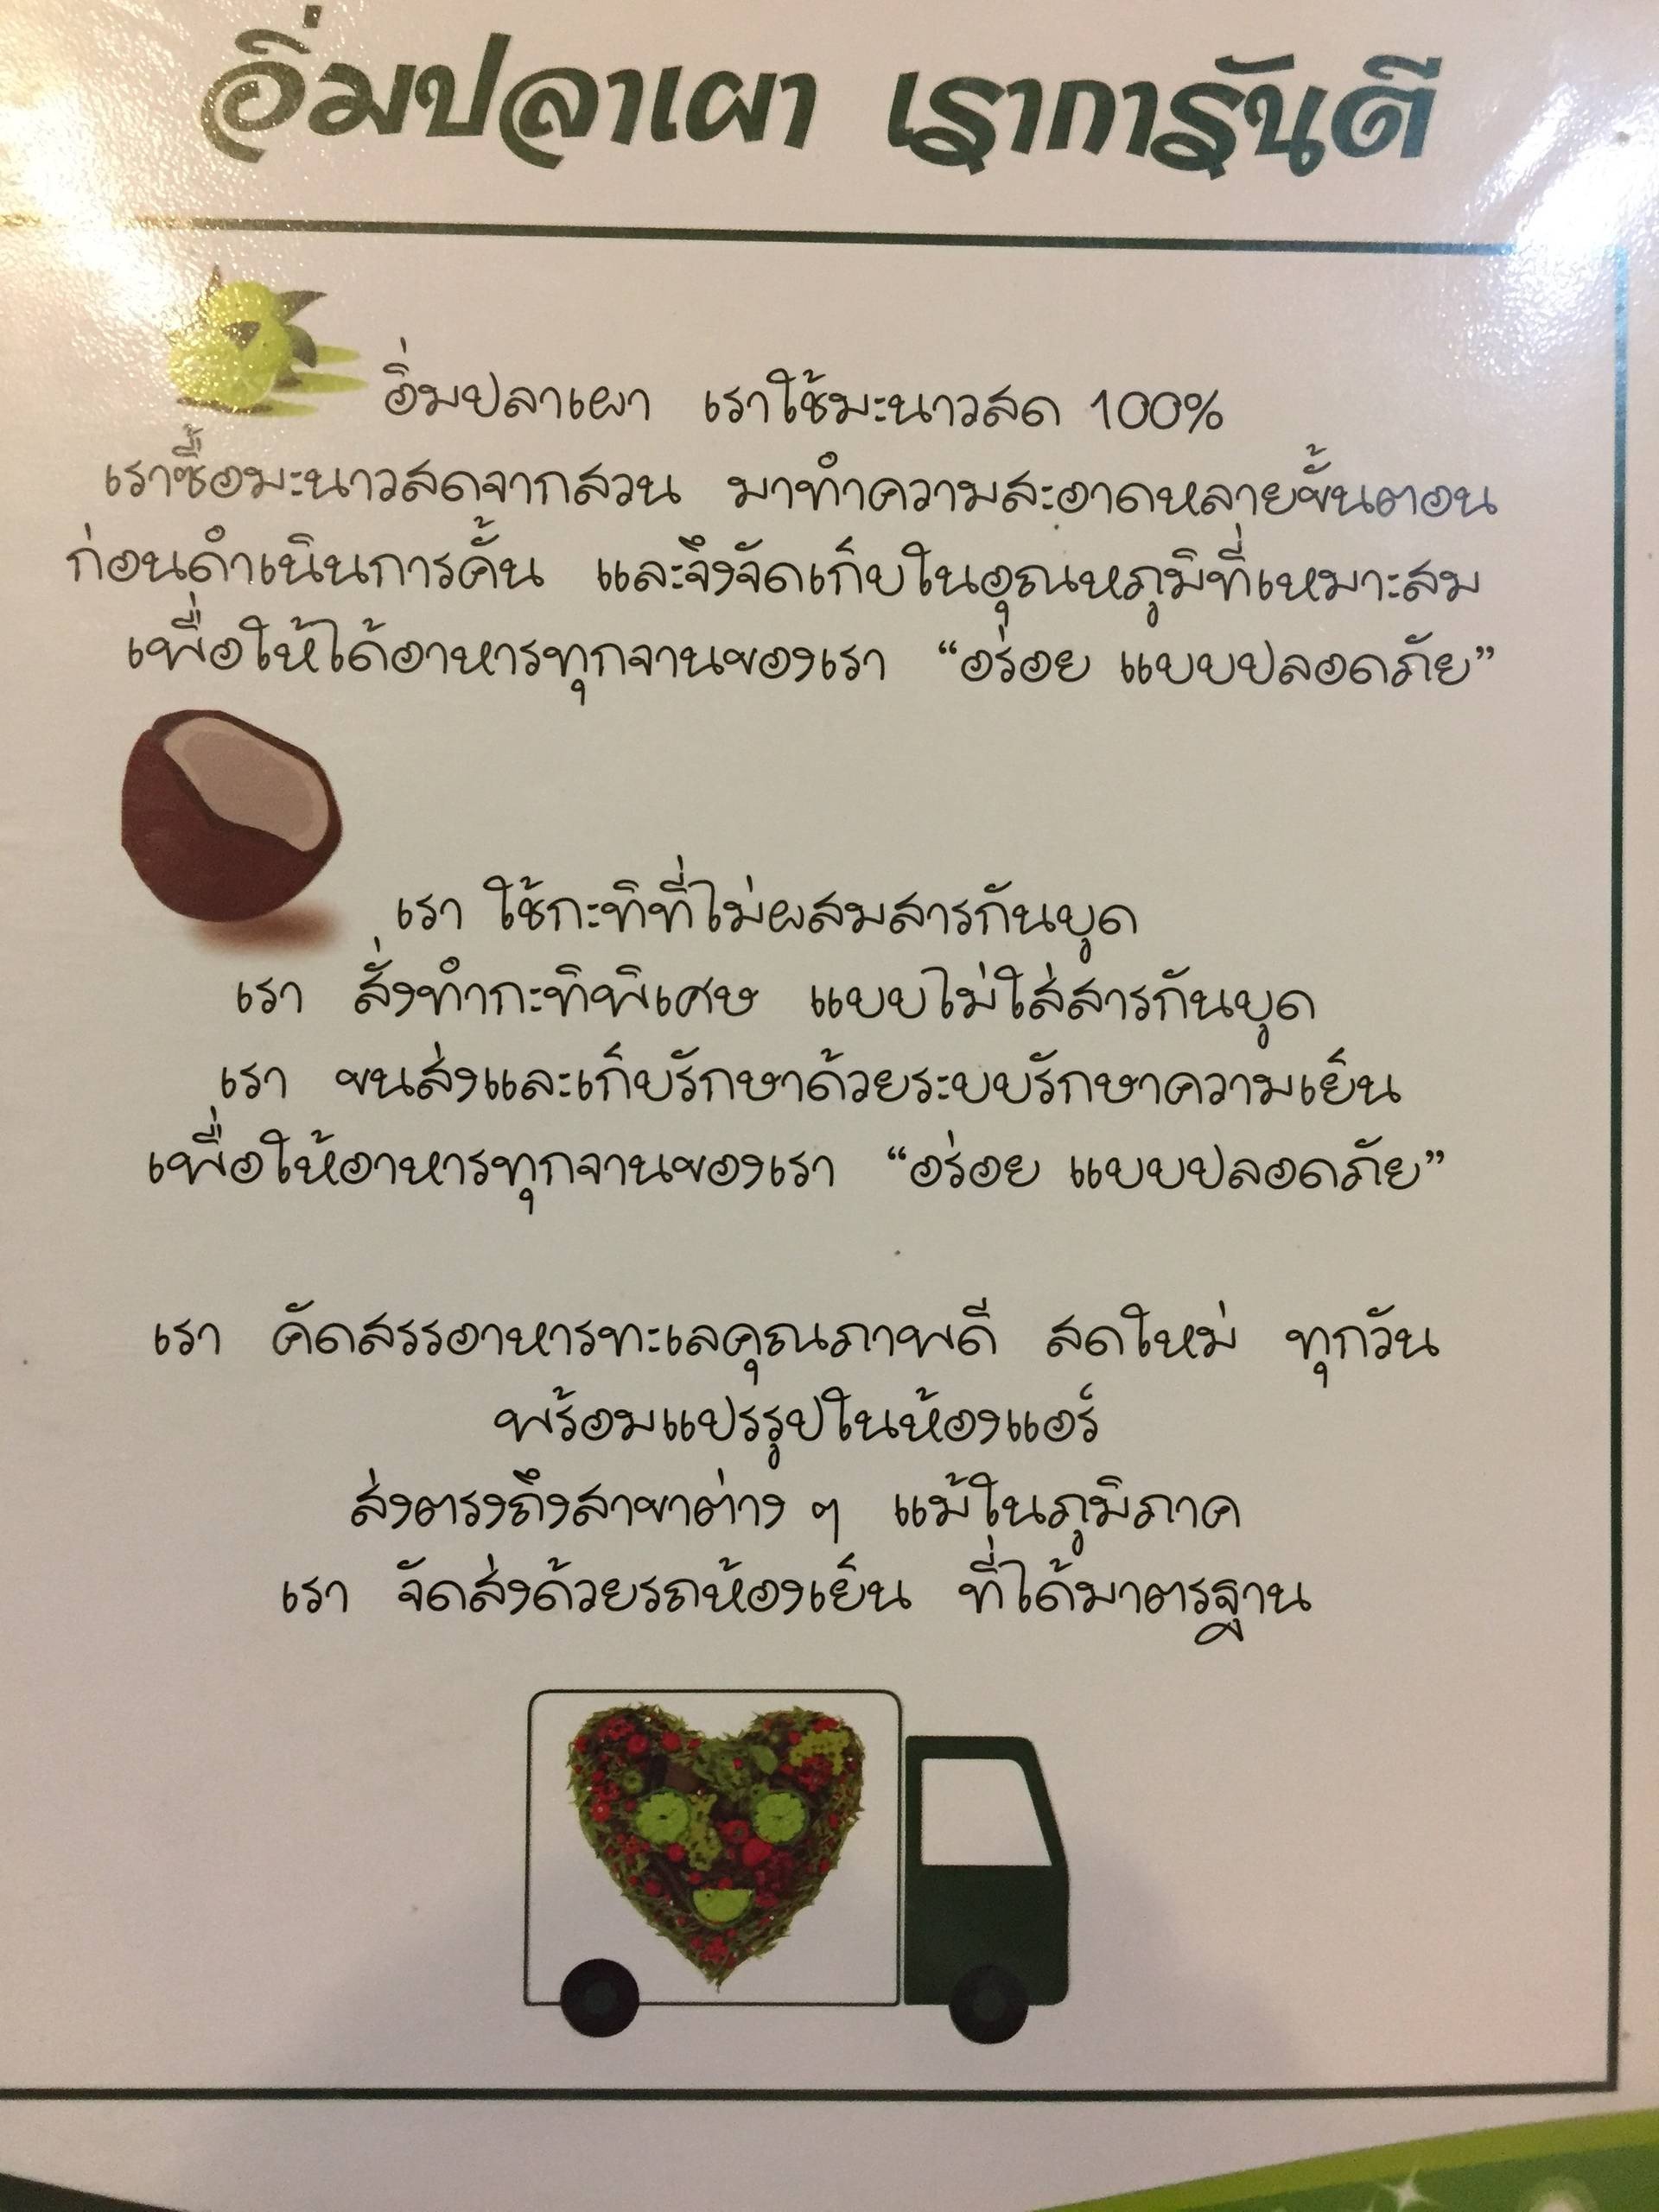 อิ่มปลาเผา เราการันตี
อิ่มปลาเผา เราใช้มะนาวสด 100%
เราซื้อมะนาวสดจากสวน มาทำความสะอาดหลายขั้นตอน
ก่อนดำเนินการคั้น และจึงจัดเก็บในอุณหภูมิที่เหมาะสม
เพื่อให้ได้อาหารทุกจานของเรา “อร่อย แบบปลอดภัย”
เรา ใช้กะทิที่ไม่ผสมสารกันบูด
เรา สั่งทำกะทิพิเศษ แบบไม่ใส่สารกันบูด
เรา ขนส่งและเก็บรักษาด้วยระบบรักษาความเย็น
เพื่อให้อาหารทุกจานของเรา “อร่อย แบบปลอดภัย”
เรา คัดสรรอาหารทะเลคุณภาพดี สดใหม่ ทุกวัน
พร้อมแปรรูปในห้องแอร์
ส่งตรงถึงสาขาต่าง ๆ แม้ในภูมิภาค
เรา จัดส่งด้วยรถห้องเย็น ที่ได้มาตรฐาน